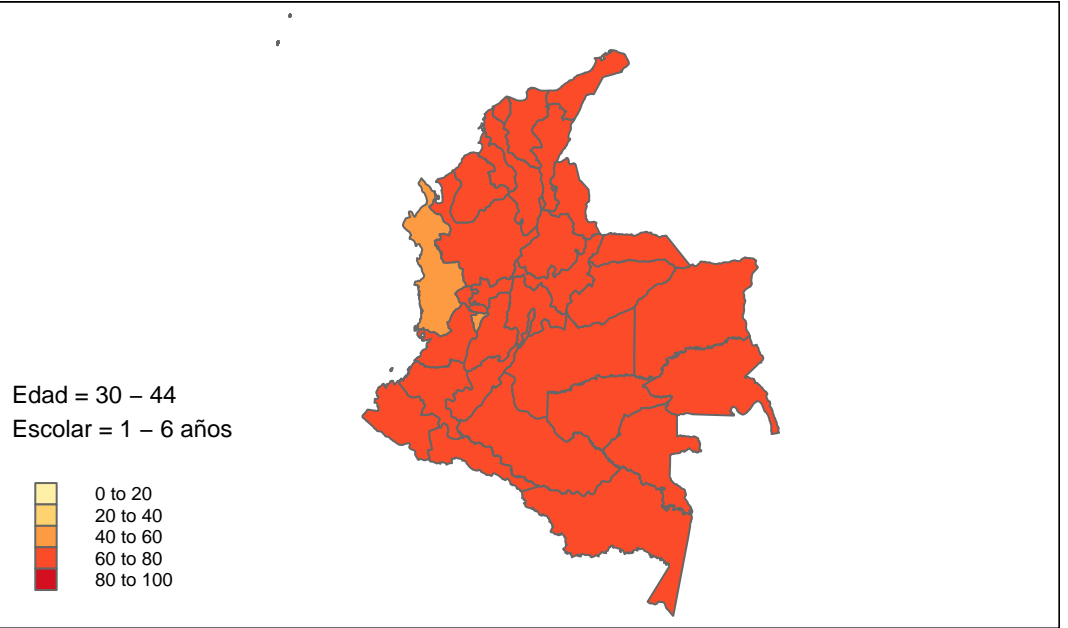 Edad = 30 – 44
Escolar = 1 – 6 años
0 to 20
20 to 40
40 to 60
60 to 80
80 to 100